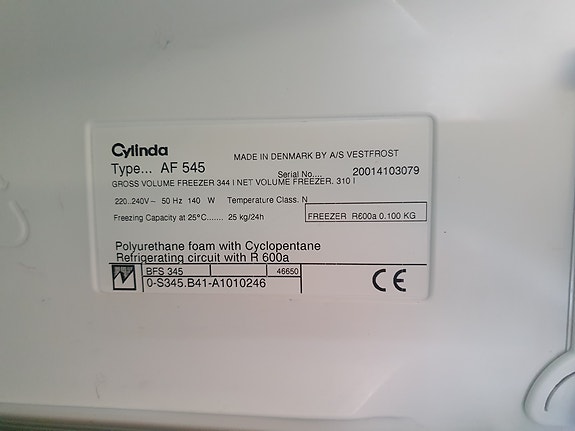 Cylinda
MADE IN DENMARK BY A/S VESTFROST
Type... AF 545
Serial No.... 20014103079
GROSS VOLUME FREEZER 344 l NET VOLUME FREEZER. 310 l
220..240V~ 50 Hz 140 W Temperature Class. N
Freezing Capacity at 25°C....... 25 kg/24h
FREEZER R600a 0.100 KG
Polyurethane foam with Cyclopentane
Refrigerating circuit with R 600a
BFS 345 46650
0-S345.B41-A1010246
CE